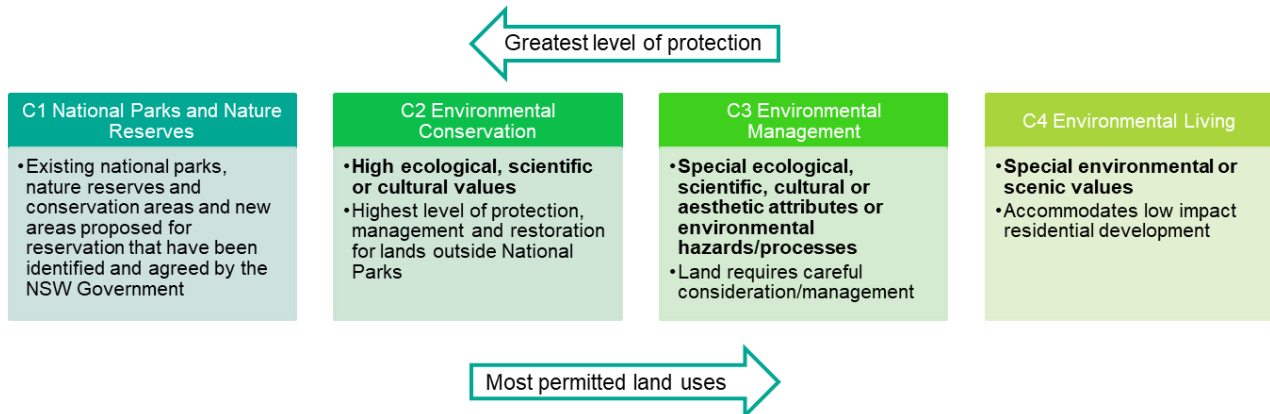 Greatest level of protection
C1 National Parks and Nature
Reserves
•Existing national parks,
nature reserves and
conservation areas and new
areas proposed for
reservation that have been
identified and agreed by the
NSW Government
C2 Environmental
Conservation
•High ecological, scientific
or cultural values
•Highest level of protection,
management and restoration
for lands outside National
Parks
C3 Environmental
Management
•Special ecological,
scientific, cultural or
aesthetic attributes or
environmental
hazards/processes
•Land requires careful
consideration/management
C4 Environmental Living
•Special environmental or
scenic values
•Accommodates low impact
residential development
Most permitted land uses